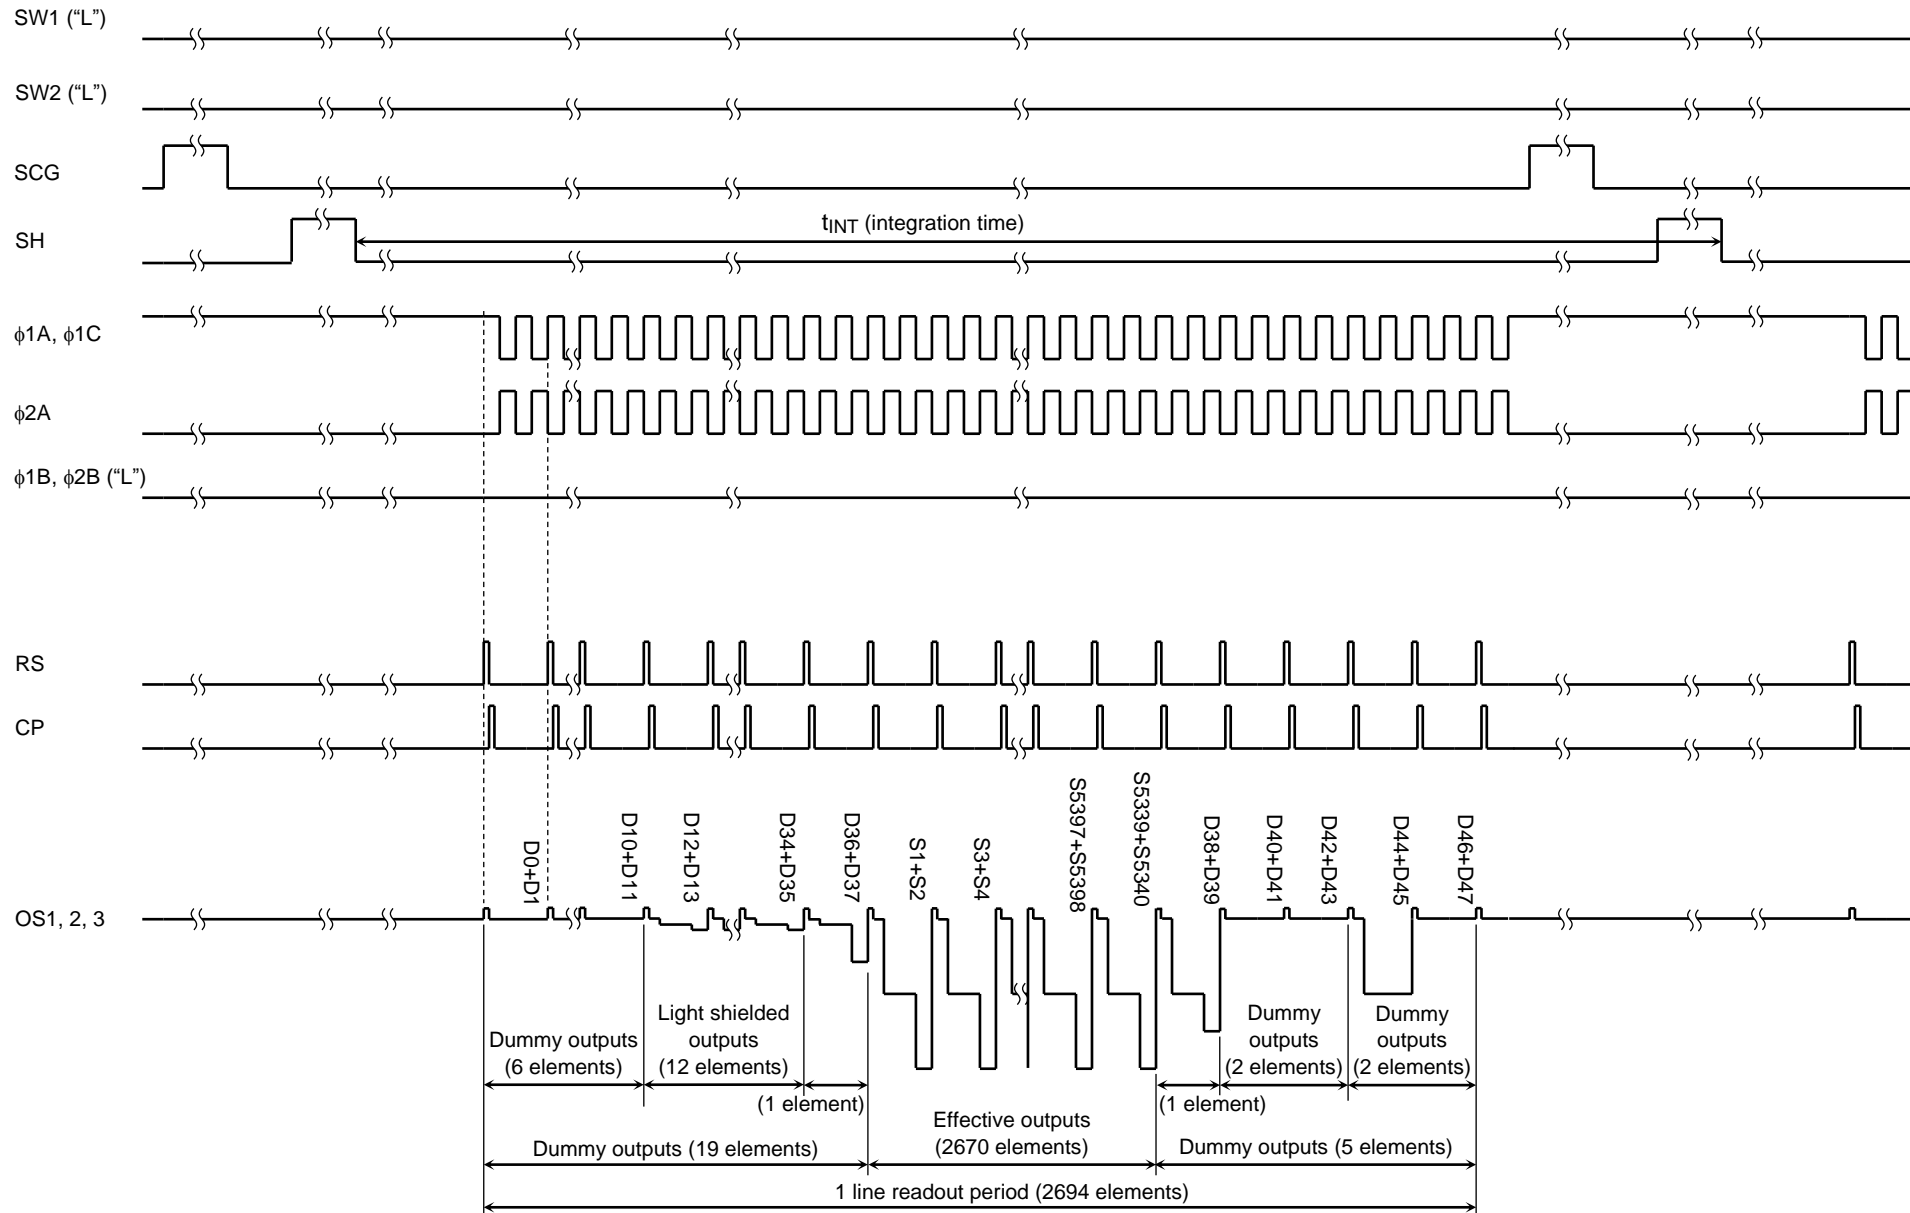 SW1 (“L”)
SW2 (“L”)
SCG
SH
tINT (integration time)
ϕ1A, ϕ1C
ϕ2A
ϕ1B, ϕ2B (“L”)
RS
CP
OS1, 2, 3
D0+D1
D10+D11
D12+D13
D34+D35
D36+D37
S1+S2
S3+S4
S5397+S5398
S5339+S5340
D38+D39
D40+D41
D42+D43
D44+D45
D46+D47
Dummy outputs
(6 elements)
Light shielded
outputs
(12 elements)
(1 element)
Effective outputs
(2670 elements)
(1 element)
Dummy
outputs
(2 elements)
Dummy
outputs
(2 elements)
Dummy outputs (19 elements)
Dummy outputs (5 elements)
1 line readout period (2694 elements)